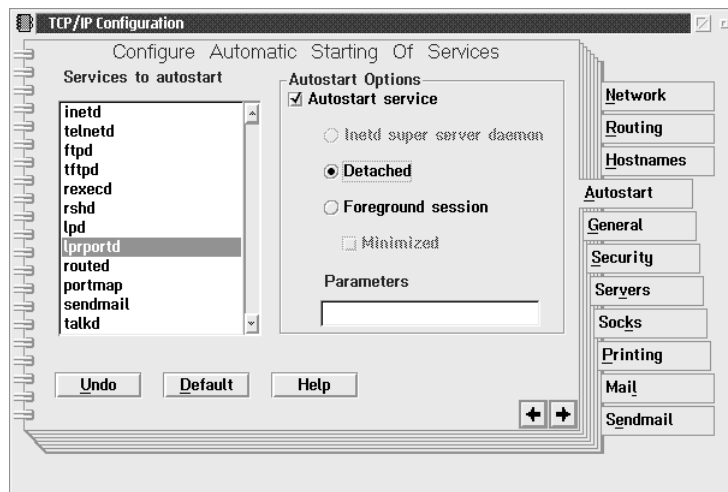 TCP/IP Configuration
Configure Automatic Starting Of Services
Services to autostart
inetd
telnetd
ftpd
tftpd
rexecd
rshd
lpd
lprportd
routed
portmap
sendmail
talkd
Autostart Options
Autostart service
Inetd super server daemon
Detached
Foreground session
Minimized
Parameters
Undo
Default
Help
Network
Routing
Hostnames
Autostart
General
Security
Servers
Socks
Printing
Mail
Sendmail